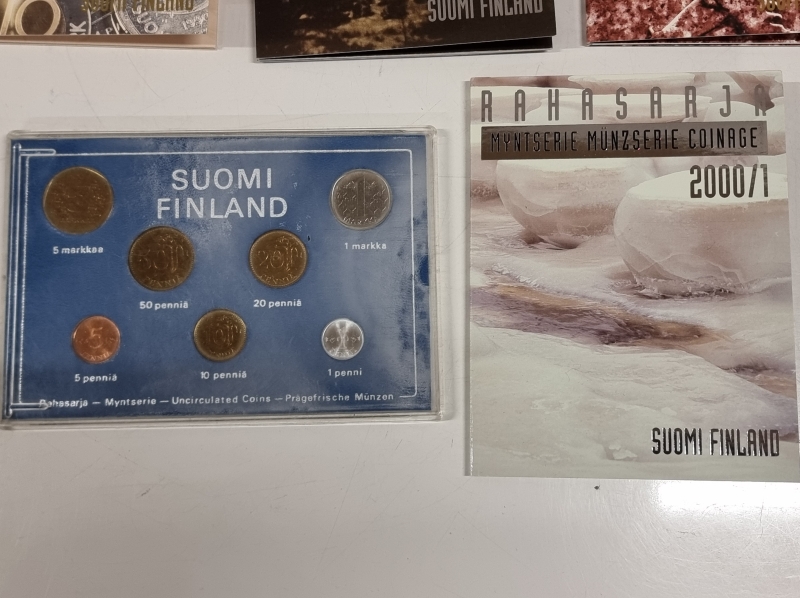 SUOMI FINLAND
SUOMI FINLAND
SUOMI
FINLAND
5 markkaa
1 markka
50 penniä
20 penniä
5 penniä
10 penniä
1 penni
Rahasarja — Myntserie — Uncirculated Coins — Prägefrische Münzen
RAHASARJA
MYNTSERIE MÜNZSERIE COINAGE
2000/1
SUOMI FINLAND